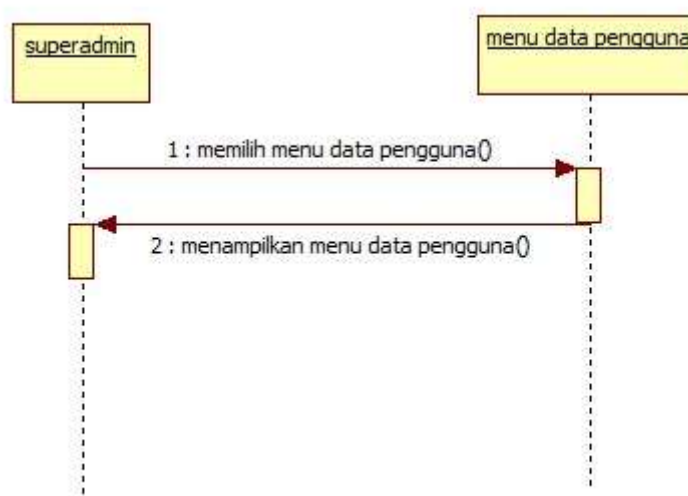 superadmin
menu data pengguna
1 : memilih menu data pengguna()
2 : menampilkan menu data pengguna()